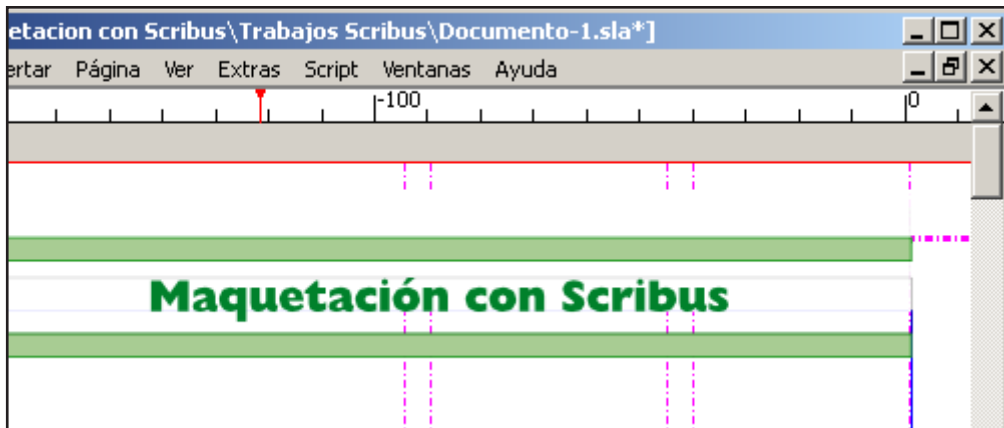 etacion con Scribus\Trabajos Scribus\Documento-1.sla*]
ertar Página Ver Extras Script Ventanas Ayuda
-100 0
Maquetación con Scribus